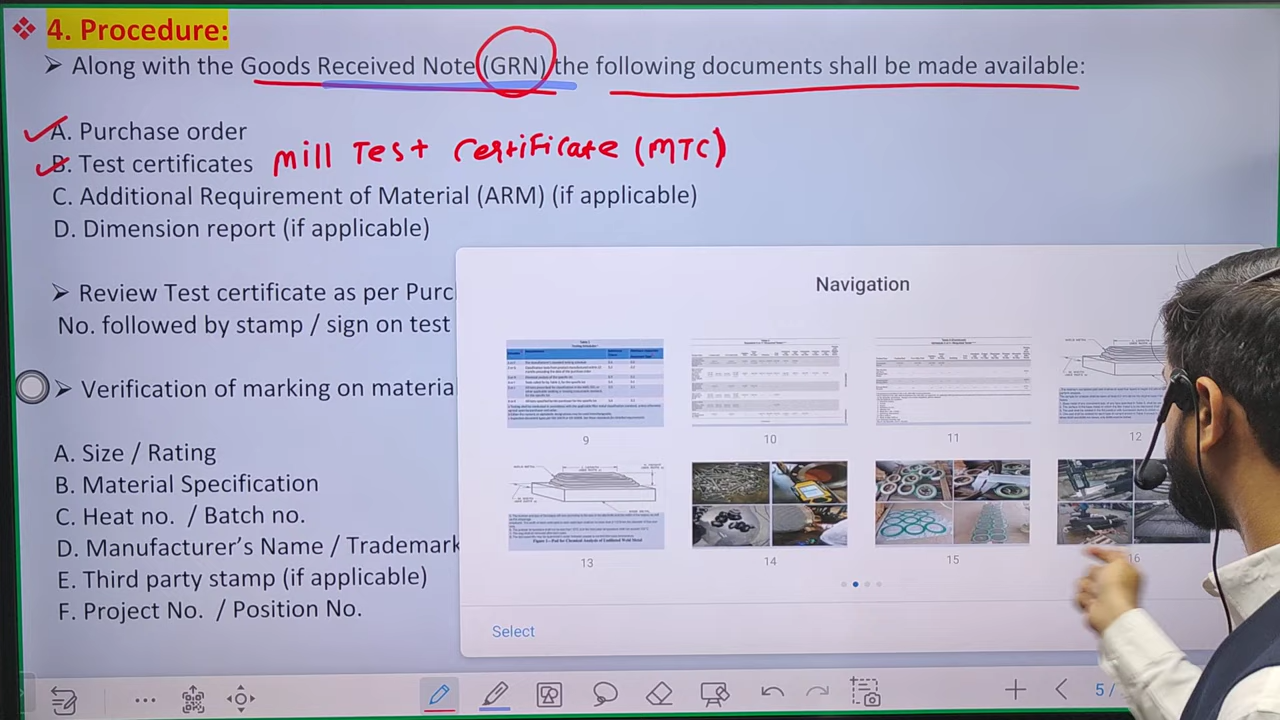 ❖ 4. Procedure:
➢ Along with the Goods Received Note (GRN) the following documents shall be made available:
A. Purchase order
B. Test certificates mill Test Certificate (MTC)
C. Additional Requirement of Material (ARM) (if applicable)
D. Dimension report (if applicable)
➢ Review Test certificate as per Purc
No. followed by stamp / sign on test
➢ Verification of marking on materia
A. Size / Rating
B. Material Specification
C. Heat no. / Batch no.
D. Manufacturer's Name / Trademark
E. Third party stamp (if applicable)
F. Project No. / Position No.
Navigation
9
10
11
12
13
14
15
16
Select
5 /